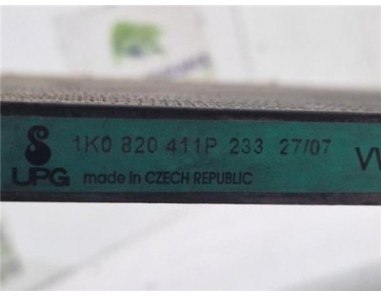 1K0 820 411P 233 27/07
UPG made in CZECH REPUBLIC